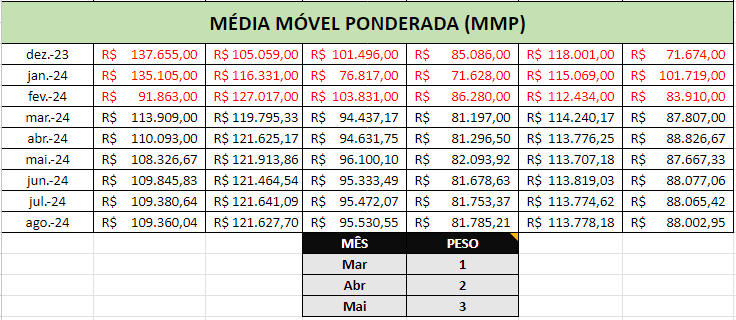 MÉDIA MÓVEL PONDERADA (MMP)
dez.-23 R$ 137.655,00 R$ 105.059,00 R$ 101.496,00 R$ 85.086,00 R$ 118.001,00 R$ 71.674,00
jan.-24 R$ 135.105,00 R$ 116.331,00 R$ 76.817,00 R$ 71.628,00 R$ 115.069,00 R$ 101.719,00
fev.-24 R$ 91.863,00 R$ 127.017,00 R$ 103.831,00 R$ 86.280,00 R$ 112.434,00 R$ 83.910,00
mar.-24 R$ 113.909,00 R$ 119.795,33 R$ 94.437,17 R$ 81.197,00 R$ 114.240,17 R$ 87.807,00
abr.-24 R$ 110.093,00 R$ 121.625,17 R$ 94.631,75 R$ 81.296,50 R$ 113.776,25 R$ 88.826,67
mai.-24 R$ 108.326,67 R$ 121.913,86 R$ 96.100,10 R$ 82.093,92 R$ 113.707,18 R$ 87.667,33
jun.-24 R$ 109.845,83 R$ 121.464,54 R$ 95.333,49 R$ 81.678,63 R$ 113.819,03 R$ 88.077,06
jul.-24 R$ 109.380,64 R$ 121.641,09 R$ 95.472,07 R$ 81.753,37 R$ 113.774,62 R$ 88.065,42
ago.-24 R$ 109.360,04 R$ 121.627,70 R$ 95.530,55 R$ 81.785,21 R$ 113.778,18 R$ 88.002,95
MÊS PESO
Mar 1
Abr 2
Mai 3